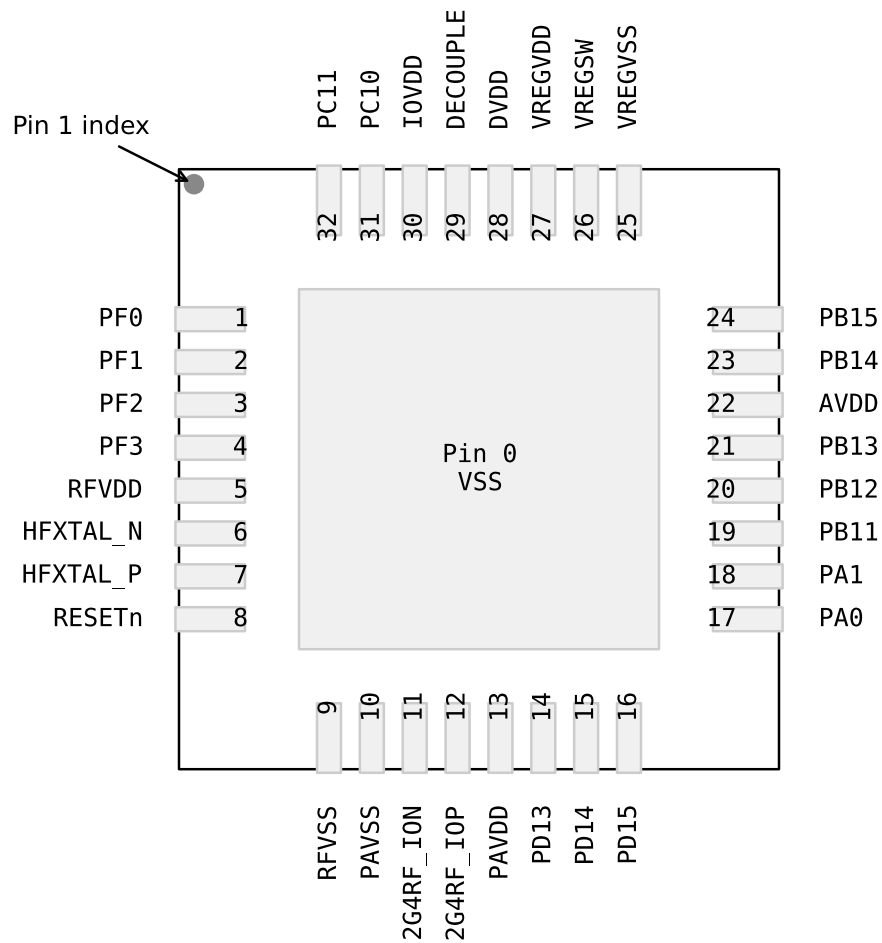 PC11
PC10
IOVDD
DECOUPLE
DVDD
VREGVDD
VREGSW
VREGVSS
Pin 1 index
32
31
30
29
28
27
26
25
PF0 1
PF1 2
PF2 3
PF3 4
RFVDD 5
HFXTAL_N 6
HFXTAL_P 7
RESETn 8
Pin 0
VSS
24 PB15
23 PB14
22 AVDD
21 PB13
20 PB12
19 PB11
18 PA1
17 PA0
9
10
11
12
13
14
15
16
RFVSS
PAVSS
2G4RF_ION
2G4RF_IOP
PAVDD
PD13
PD14
PD15